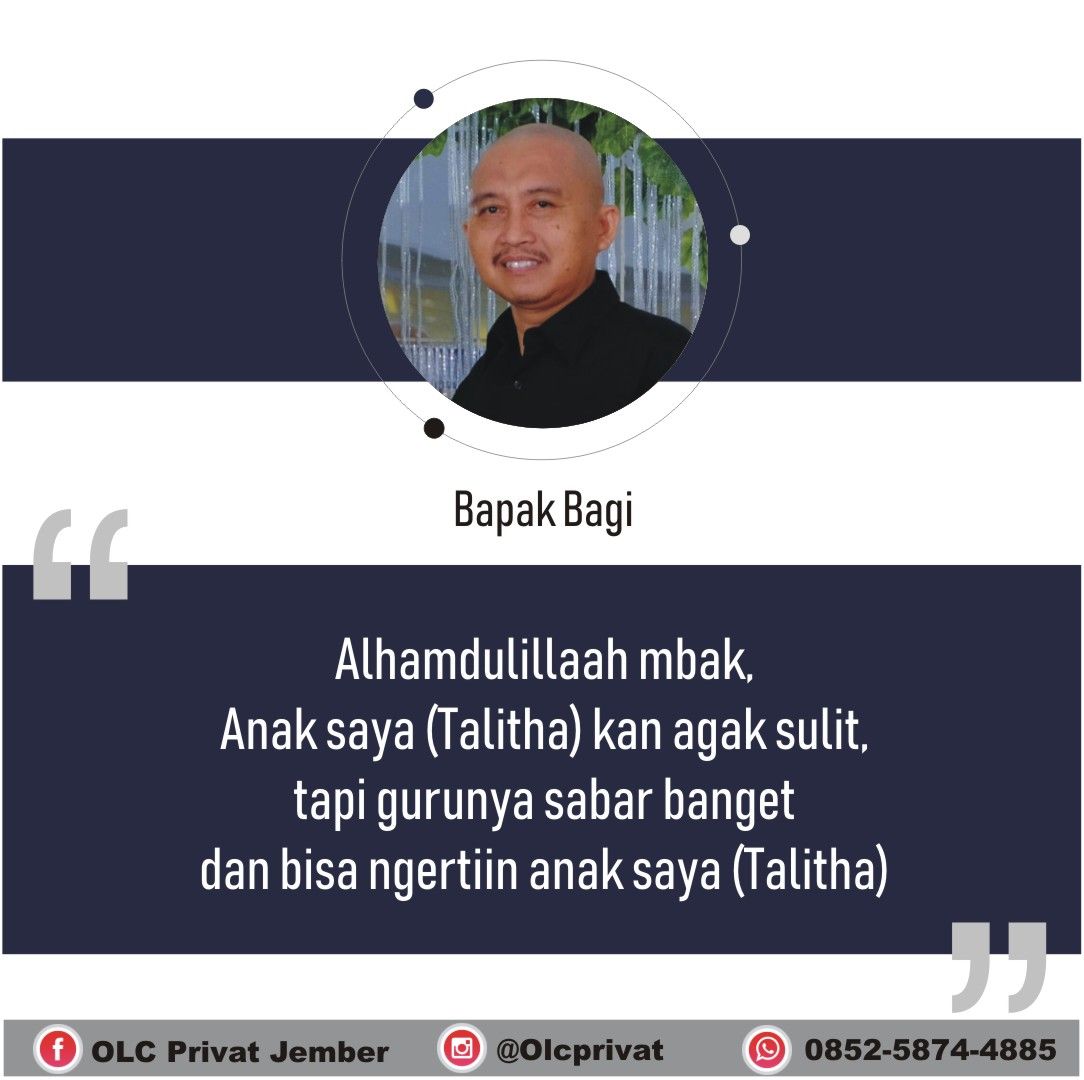 Bapak Bagi
Alhamdulillaah mbak,
Anak saya (Talitha) kan agak sulit,
tapi gurunya sabar banget
dan bisa ngertiin anak saya (Talitha)
OLC Privat Jember @Olcprivat 0852-5874-4885